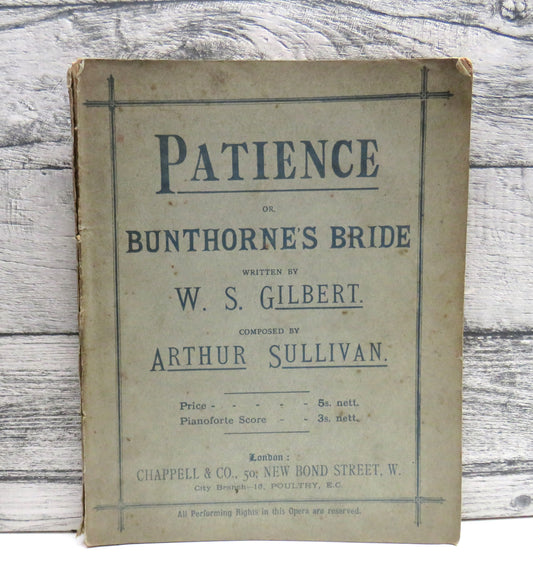 PATIENCE
OR,
BUNTHORNE'S BRIDE
WRITTEN BY
W. S. GILBERT.
COMPOSED BY
ARTHUR SULLIVAN.
Price - - - - - 5s. nett.
Pianoforte Score - - 3s. nett.
London:
CHAPPELL & CO., 50, NEW BOND STREET, W.
City Branch—15, POULTRY, E.C.
All Performing Rights in this Opera are reserved.